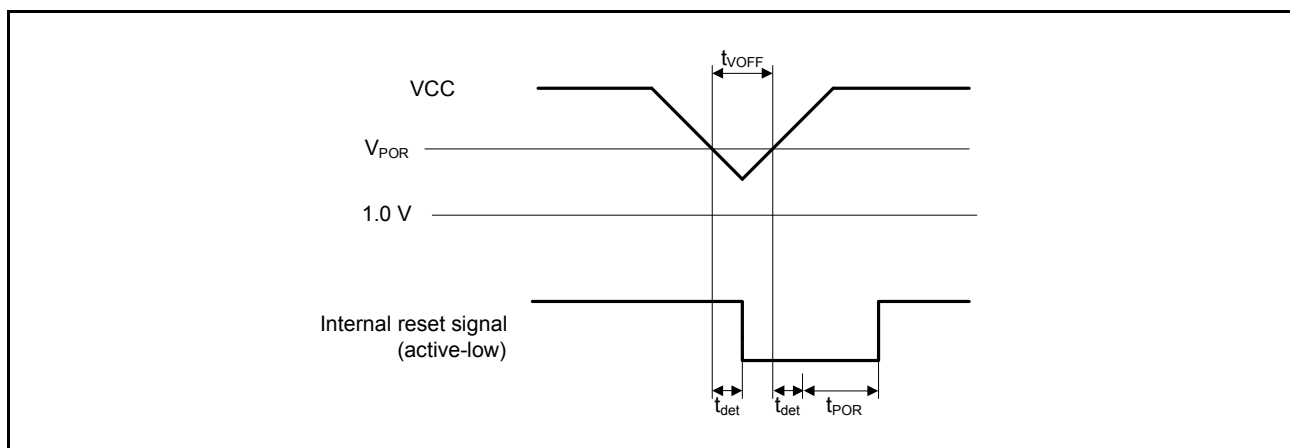 tVOFF
VCC
VPOR
1.0 V
Internal reset signal
(active-low)
tdet
tdet
tPOR